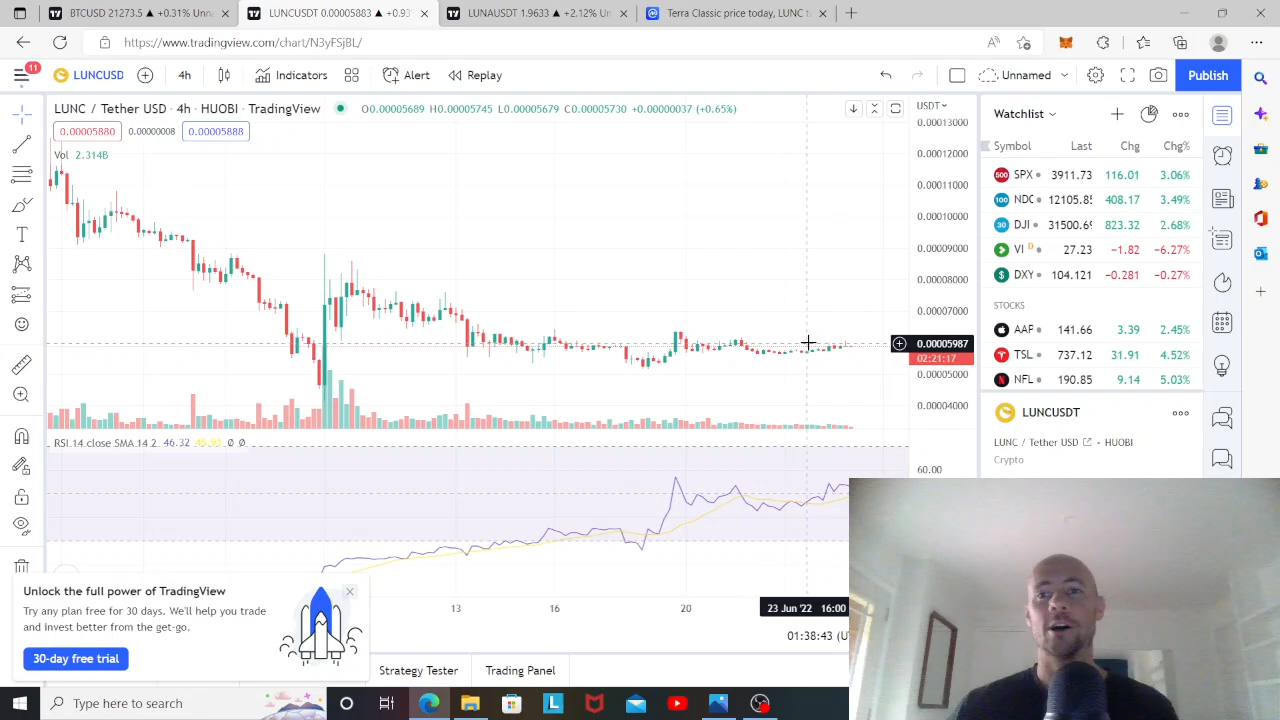 BTCUSD 21273.5 ▲ +0.31% Unna
LUNCUSDT 0.00005883 ▲ +0.93%
LUNAUSDT 1.9633 ▲ +2.12% Un
Terra Classic price today, LUNC t
https://www.tradingview.com/chart/N3yFSjBL/
11
LUNCUSD
4h
Indicators
Alert
Replay
Unnamed
Publish
LUNC / Tether USD · 4h · HUOBI · TradingView
O0.00005689 H0.00005745 L0.00005679 C0.00005730 +0.00000037 (+0.65%)
USDT
0.00005880
0.00000008
0.00005888
Vol 2.314B
0.00013000
0.00012000
0.00011000
0.00010000
0.00009000
0.00008000
0.00007000
0.00005987
02:21:17
0.00005000
0.00004000
RSI 14 close SMA 14 2 46.32 45.91 Ø Ø
60.00
Watchlist
Symbol Last Chg Chg%
500 SPX 3911.73 116.01 3.06%
100 NDC 12105.85 408.17 3.49%
30 DJI 31500.69 823.32 2.68%
VI D 27.23 −1.82 −6.27%
DXY 104.121 −0.281 −0.27%
STOCKS
AAP 141.66 3.39 2.45%
TSL 737.12 31.91 4.52%
NFL 190.85 9.14 5.03%
LUNCUSDT
LUNC / Tether USD • HUOBI
Crypto
Unlock the full power of TradingView
Try any plan free for 30 days. We'll help you trade
and invest better from the get-go.
30-day free trial
13
16
20
23 Jun '22 16:00
01:38:43 (U
Strategy Tester
Trading Panel
Type here to search